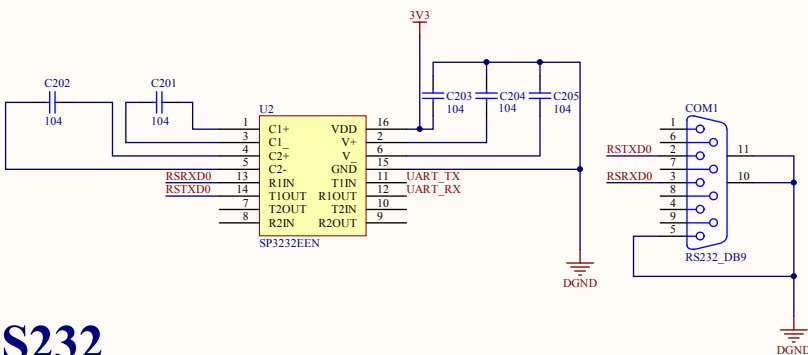 3V3
C202
104
C201
104
U2
1 C1+ VDD 16
3 C1_ V+ 2
4 C2+ V_ 6
5 C2- GND 15
RSRXD0 13 R1IN T1IN 11 UART_TX
RSTXD0 14 T1OUT R1OUT 12 UART_RX
7 T2OUT T2IN 10
8 R2IN R2OUT 9
SP3232EEN
C203
104
C204
104
C205
104
DGND
COM1
1
6
RSTXD0 2 11
7
RSRXD0 3 10
8
4
9
5
RS232_DB9
DGND
S232